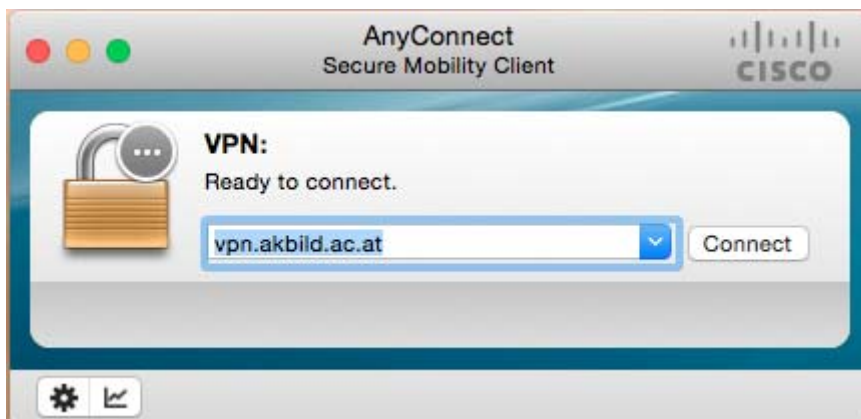 AnyConnect
Secure Mobility Client
CISCO
VPN:
Ready to connect.
vpn.akbild.ac.at
Connect